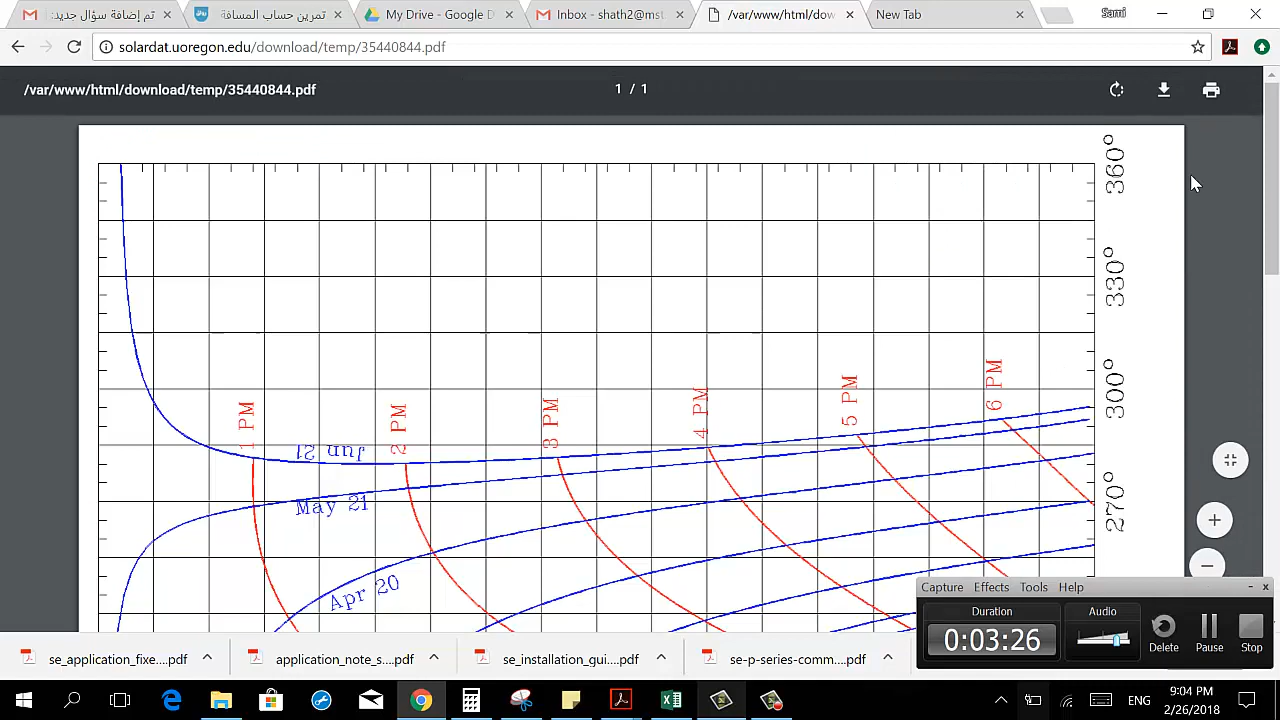 تم إضافة سؤال جديد:
تمرين حساب المسافة
My Drive - Google D
Inbox - shath2@mst
/var/www/html/dow
New Tab
Sami
solardat.uoregon.edu/download/temp/35440844.pdf
/var/www/html/download/temp/35440844.pdf
1 / 1
360°
330°
300°
270°
1 PM
2 PM
3 PM
4 PM
5 PM
6 PM
Jun 21
May 21
Apr 20
Capture Effects Tools Help
Duration
0:03:26
Audio
Delete
Pause
Stop
se_application_fixe....pdf
se_installation_gui....pdf
se-p-series-comm....pdf
ENG
9:04 PM
2/26/2018